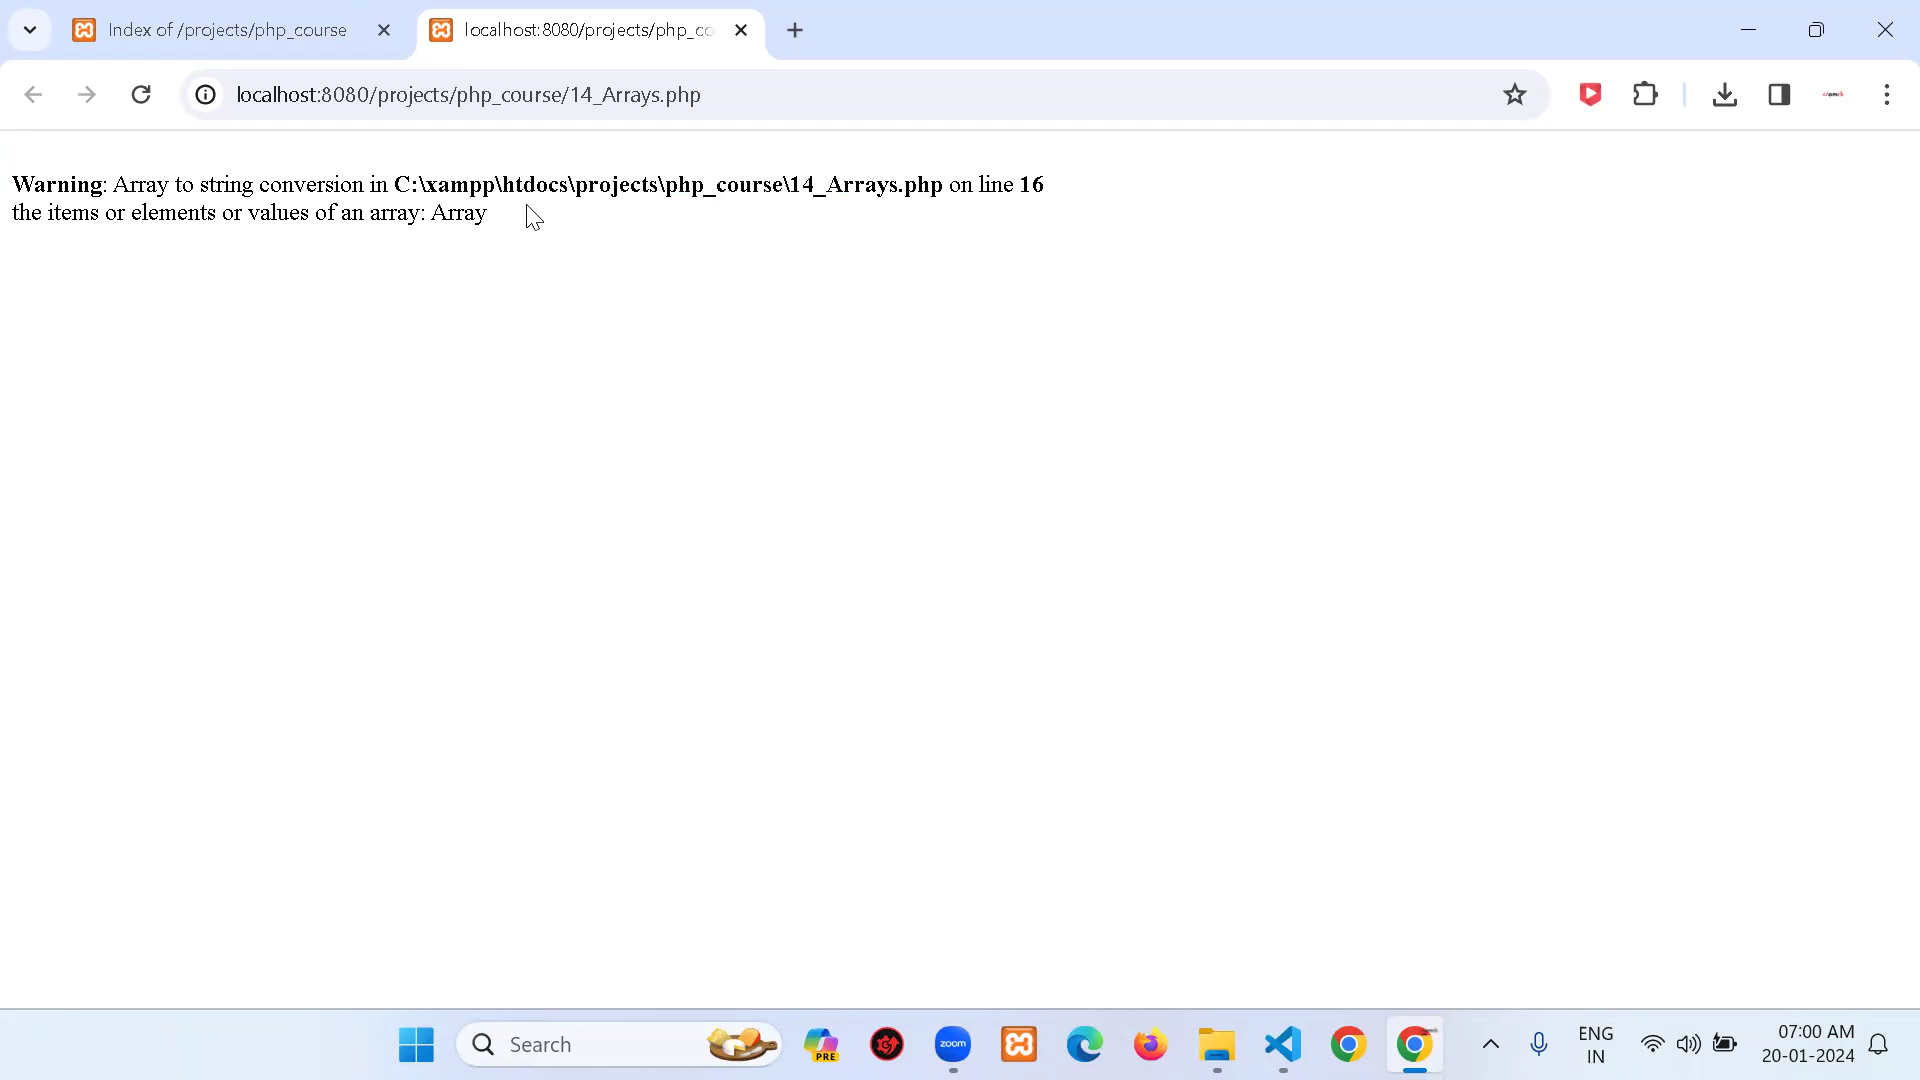 Index of /projects/php_course
localhost:8080/projects/php_co
localhost:8080/projects/php_course/14_Arrays.php
Warning: Array to string conversion in C:\xampp\htdocs\projects\php_course\14_Arrays.php on line 16
the items or elements or values of an array: Array
Search
PRE
zoom
ENG
IN
07:00 AM
20-01-2024